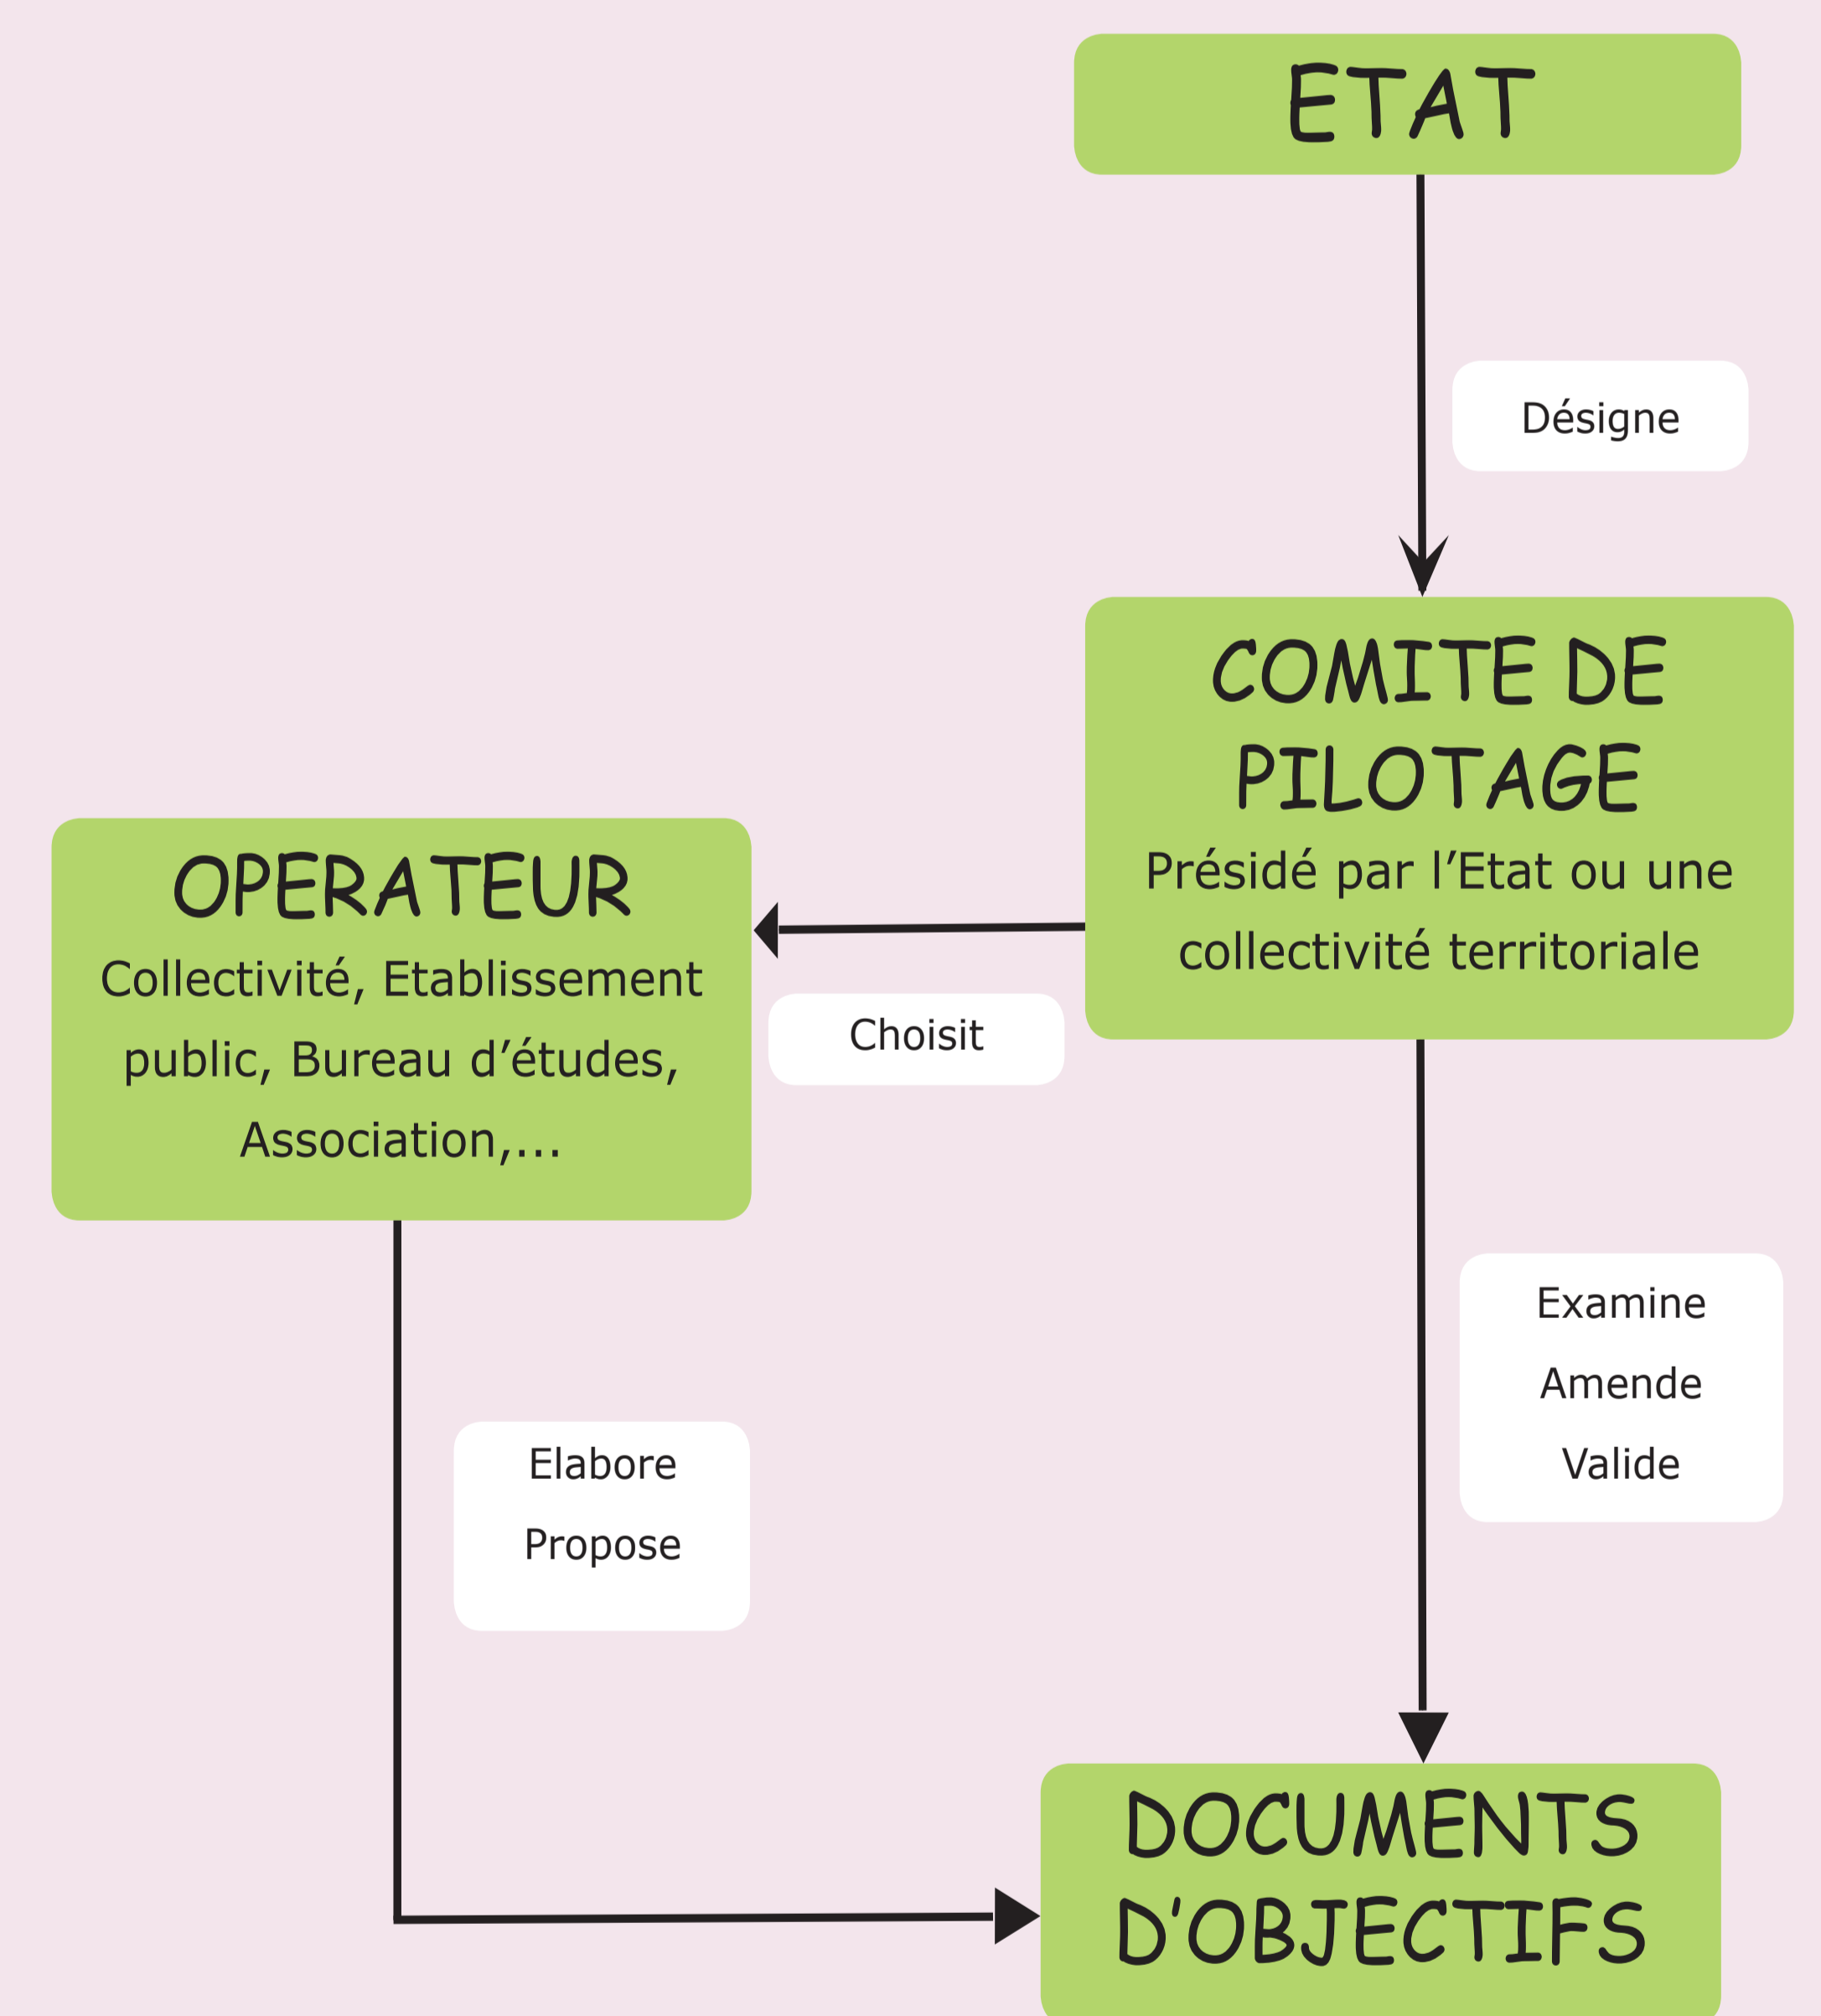 ETAT
Désigne
COMITE DE
PILOTAGE
Présidé par l’Etat ou une
collectivité territoriale
OPERATEUR
Collectivité, Etablissement
public, Bureau d’études,
Association,...
Choisit
Examine
Amende
Valide
Elabore
Propose
DOCUMENTS
D'OBJECTIFS